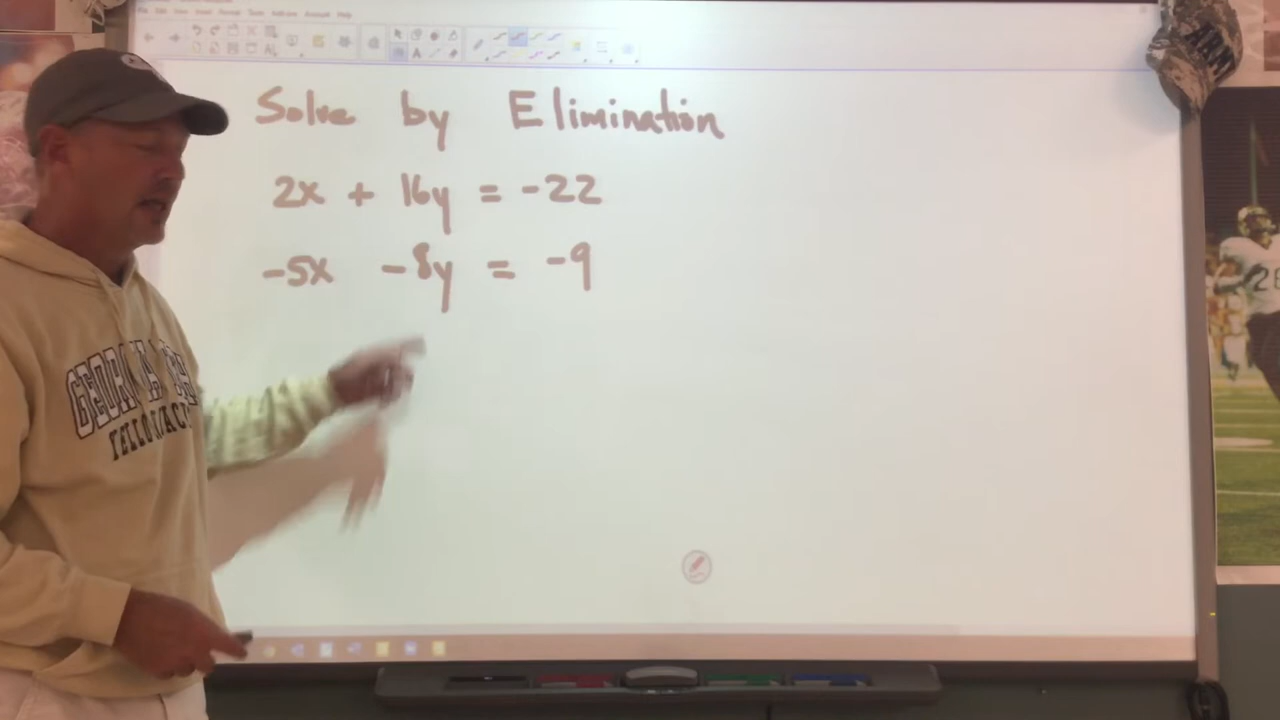 Solve by Elimination
2x + 16y = -22
-5x -8y = -9